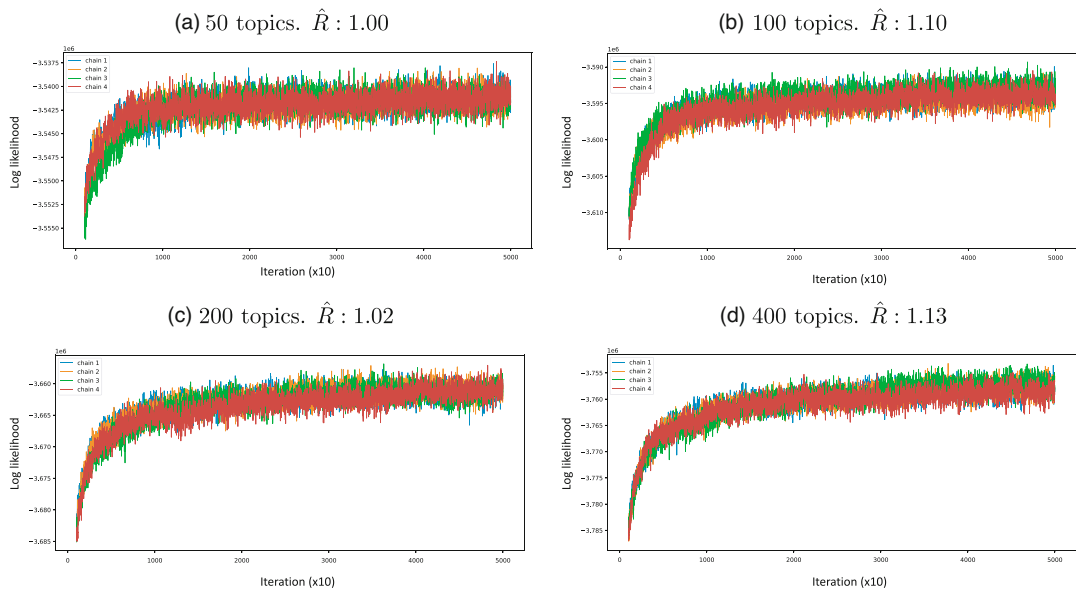 (a) 50 topics. R̂ : 1.00
1e6
−3.5375
−3.5400
−3.5425
−3.5450
−3.5475
−3.5500
−3.5525
−3.5550
Log likelihood
chain 1
chain 2
chain 3
chain 4
0 1000 2000 3000 4000 5000
Iteration (x10)
(b) 100 topics. R̂ : 1.10
1e6
−3.590
−3.595
−3.600
−3.605
−3.610
Log likelihood
chain 1
chain 2
chain 3
chain 4
0 1000 2000 3000 4000 5000
Iteration (x10)
(c) 200 topics. R̂ : 1.02
1e6
−3.660
−3.665
−3.670
−3.675
−3.680
−3.685
Log likelihood
chain 1
chain 2
chain 3
chain 4
0 1000 2000 3000 4000 5000
Iteration (x10)
(d) 400 topics. R̂ : 1.13
1e6
−3.755
−3.760
−3.765
−3.770
−3.775
−3.780
−3.785
Log likelihood
chain 1
chain 2
chain 3
chain 4
0 1000 2000 3000 4000 5000
Iteration (x10)